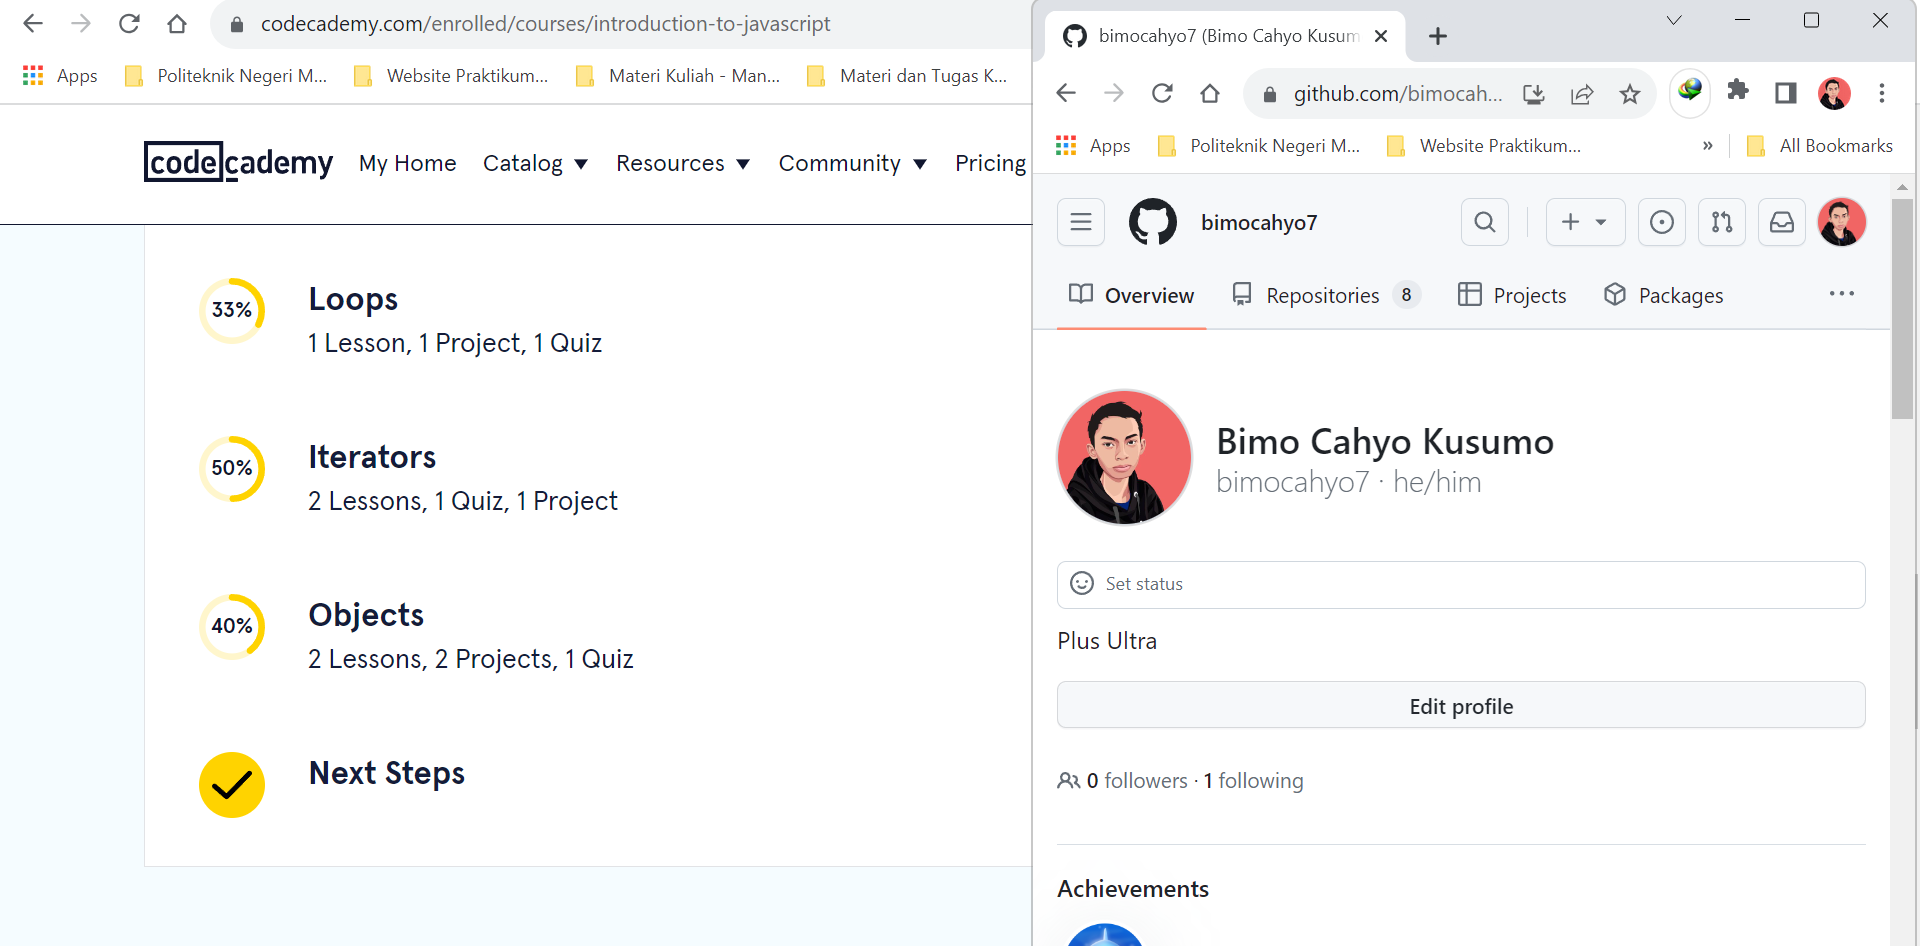 codecademy.com/enrolled/courses/introduction-to-javascript
Apps Politeknik Negeri M... Website Praktikum... Materi Kuliah - Man... Materi dan Tugas K...
codecademy My Home Catalog Resources Community Pricing
33% Loops
1 Lesson, 1 Project, 1 Quiz
50% Iterators
2 Lessons, 1 Quiz, 1 Project
40% Objects
2 Lessons, 2 Projects, 1 Quiz
Next Steps
bimocahyo7 (Bimo Cahyo Kusum
github.com/bimocah...
Apps Politeknik Negeri M... Website Praktikum... » All Bookmarks
bimocahyo7
Overview Repositories 8 Projects Packages
Bimo Cahyo Kusumo
bimocahyo7 · he/him
Set status
Plus Ultra
Edit profile
0 followers · 1 following
Achievements